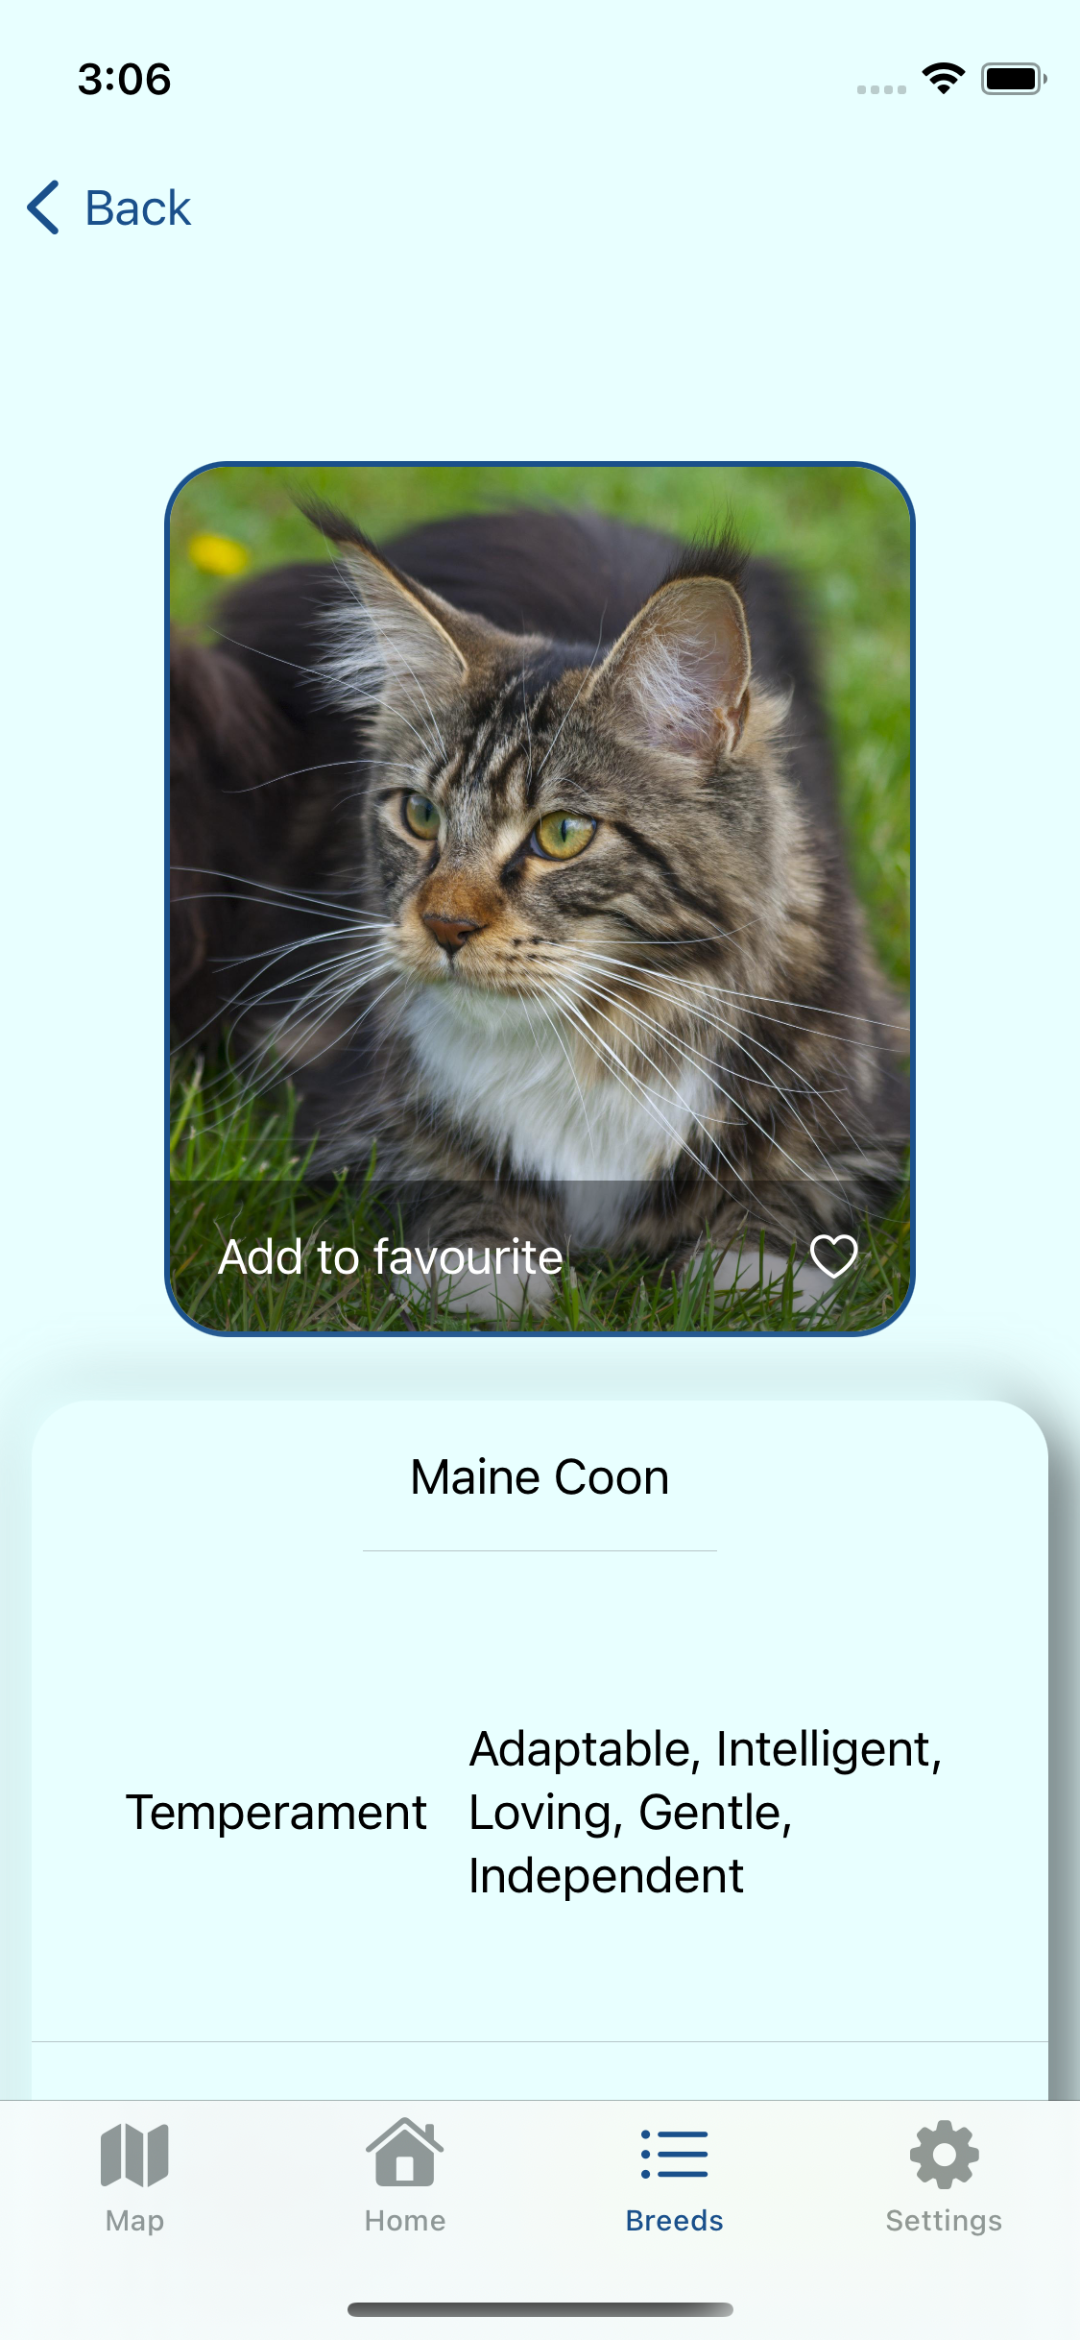 3:06
Back
Add to favourite
Maine Coon
Temperament
Adaptable, Intelligent,
Loving, Gentle,
Independent
Map
Home
Breeds
Settings